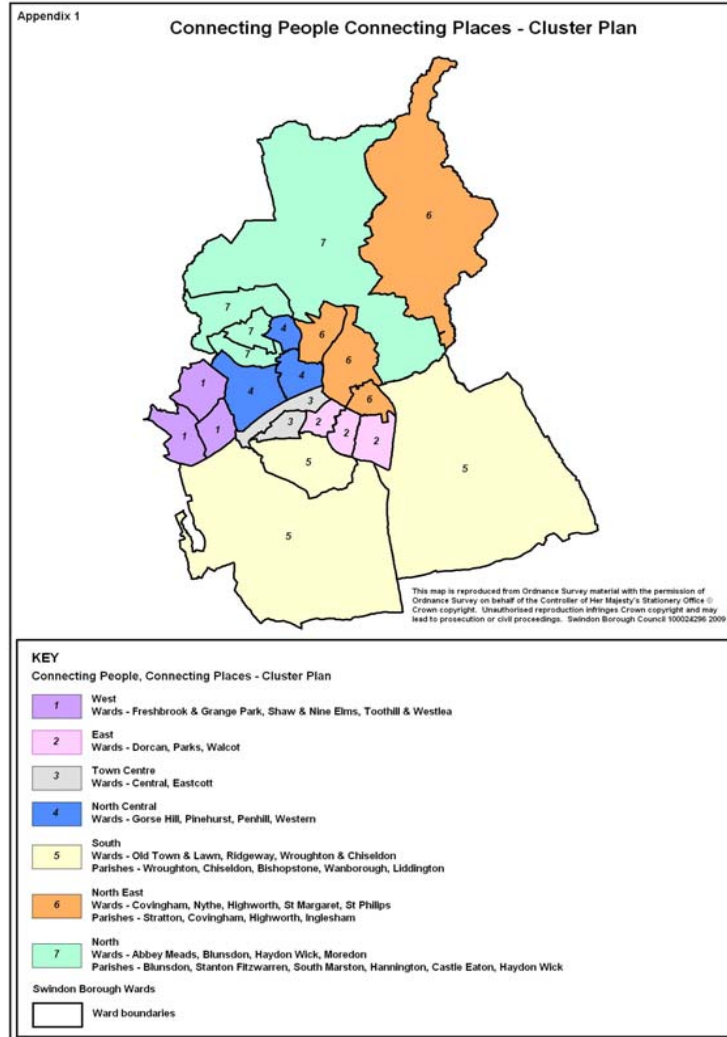 Appendix 1
Connecting People Connecting Places - Cluster Plan
6
7
7
7
7
4
6
6
4
4
6
1
1
1
3
3
2
2
2
5
5
5
This map is reproduced from Ordnance Survey material with the permission of
Ordnance Survey on behalf of the Controller of Her Majesty's Stationery Office ©
Crown copyright. Unauthorised reproduction infringes Crown copyright and may
lead to prosecution or civil proceedings. Swindon Borough Council 100024296 2009
KEY
Connecting People, Connecting Places - Cluster Plan
1
West
Wards - Freshbrook & Grange Park, Shaw & Nine Elms, Toothill & Westlea
2
East
Wards - Dorcan, Parks, Walcot
3
Town Centre
Wards - Central, Eastcott
4
North Central
Wards - Gorse Hill, Pinehurst, Penhill, Western
5
South
Wards - Old Town & Lawn, Ridgeway, Wroughton & Chiseldon
Parishes - Wroughton, Chiseldon, Bishopstone, Wanborough, Liddington
6
North East
Wards - Covingham, Nythe, Highworth, St Margaret, St Philips
Parishes - Stratton, Covingham, Highworth, Inglesham
7
North
Wards - Abbey Meads, Blunsdon, Haydon Wick, Moredon
Parishes - Blunsdon, Stanton Fitzwarren, South Marston, Hannington, Castle Eaton, Haydon Wick
Swindon Borough Wards
Ward boundaries